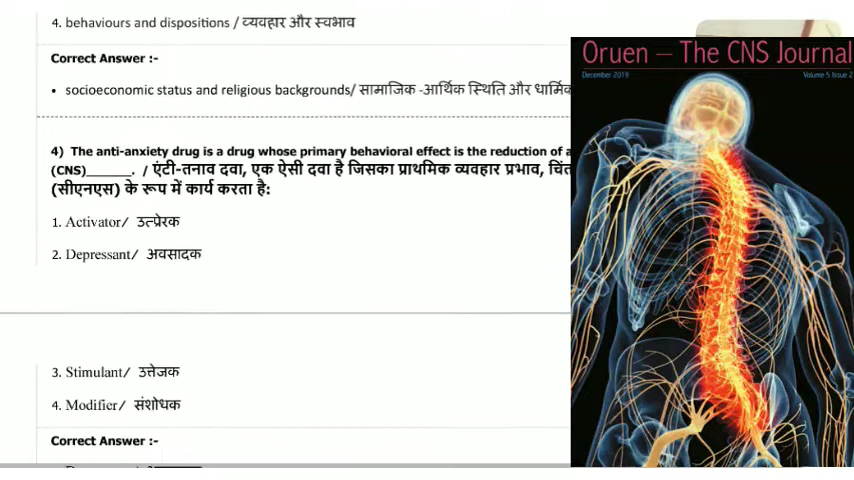 4. behaviours and dispositions / व्यवहार और स्वभाव
Correct Answer :-
• socioeconomic status and religious backgrounds/ सामाजिक -आर्थिक स्थिति और धार्मिक
4) The anti-anxiety drug is a drug whose primary behavioral effect is the reduction of a
(CNS)______. / एंटी-तनाव दवा, एक ऐसी दवा है जिसका प्राथमिक व्यवहार प्रभाव, चिंत
(सीएनएस) के रूप में कार्य करता है:
1. Activator/ उत्प्रेरक
2. Depressant/ अवसादक
3. Stimulant/ उत्तेजक
4. Modifier/ संशोधक
Correct Answer :-
Oruen – The CNS Journal
December 2019
Volume 5 Issue 2